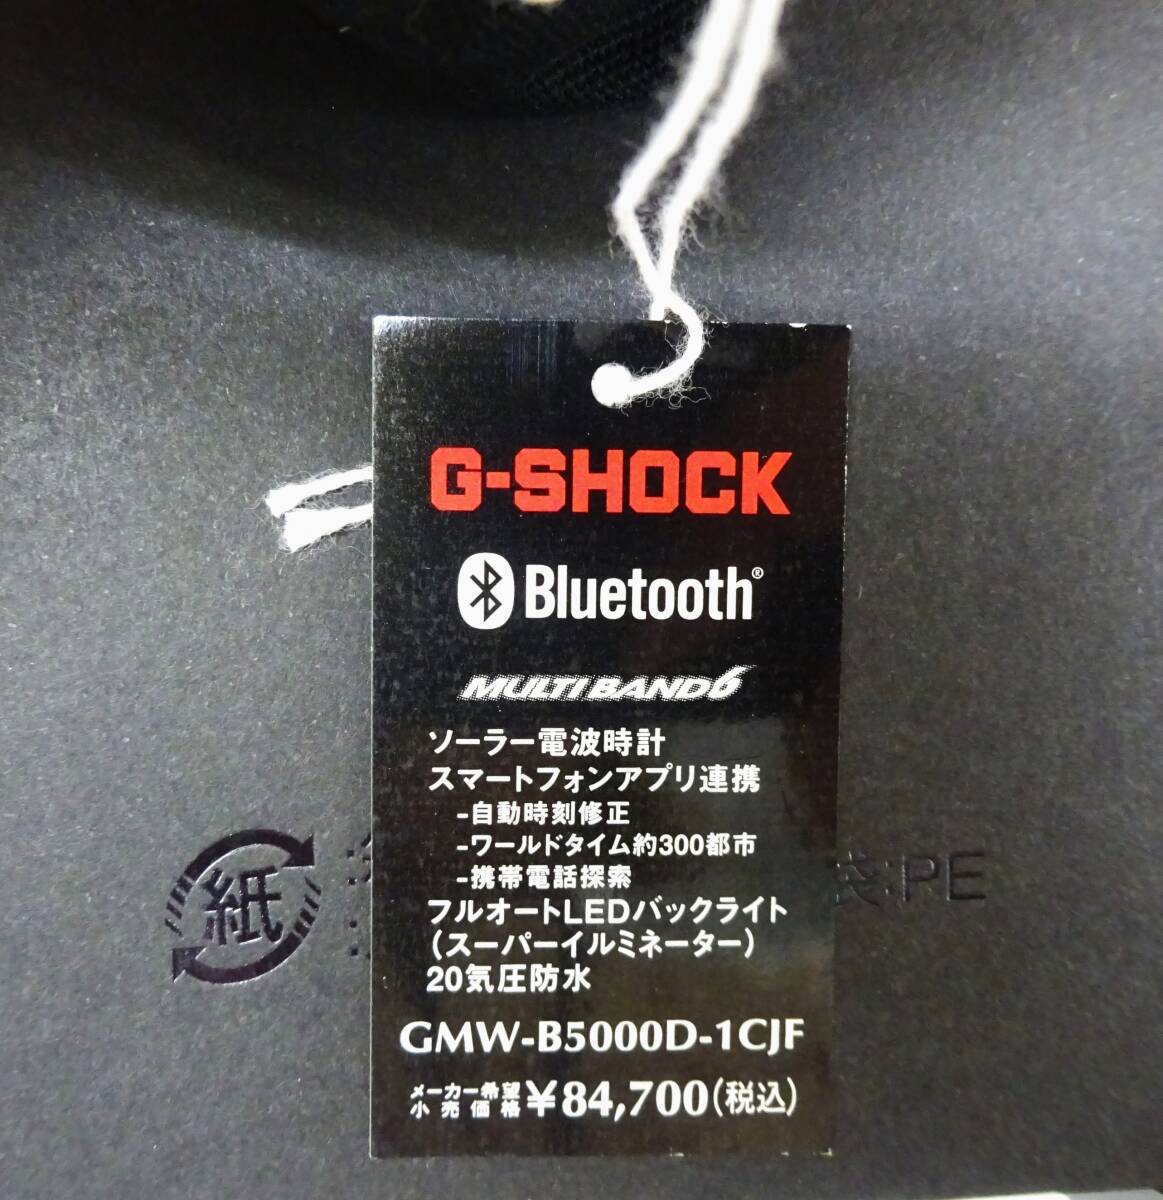 G-SHOCK
Bluetooth®
MULTI BAND 6
ソーラー電波時計
スマートフォンアプリ連携
-自動時刻修正
-ワールドタイム約300都市
-携帯電話探索
フルオートLEDバックライト
(スーパーイルミネーター)
20気圧防水
GMW-B5000D-1CJF
メーカー希望小売価格 ¥84,700(税込)
紙
袋:PE